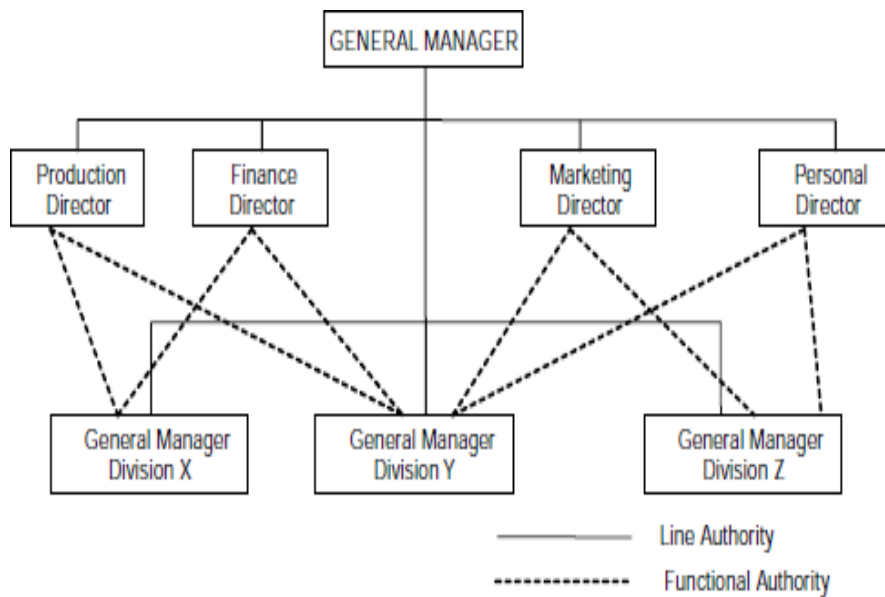 GENERAL MANAGER
Production
Director
Finance
Director
Marketing
Director
Personal
Director
General Manager
Division X
General Manager
Division Y
General Manager
Division Z
Line Authority
Functional Authority